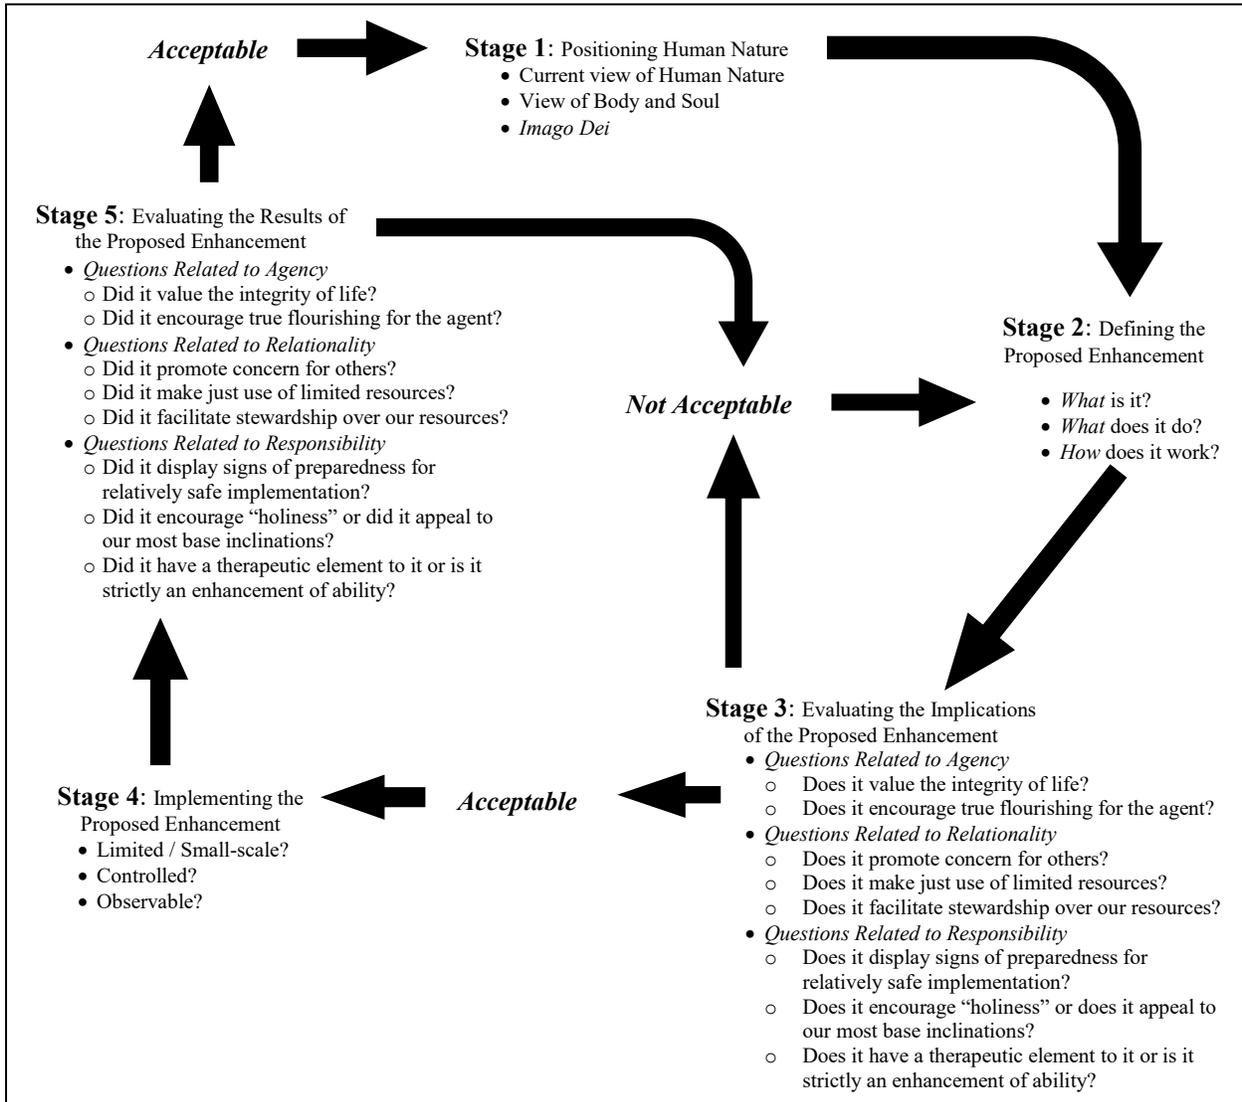 Acceptable
Stage 1: Positioning Human Nature
• Current view of Human Nature
• View of Body and Soul
• Imago Dei
Stage 5: Evaluating the Results of
the Proposed Enhancement
• Questions Related to Agency
o Did it value the integrity of life?
o Did it encourage true flourishing for the agent?
• Questions Related to Relationality
o Did it promote concern for others?
o Did it make just use of limited resources?
o Did it facilitate stewardship over our resources?
• Questions Related to Responsibility
o Did it display signs of preparedness for
relatively safe implementation?
o Did it encourage “holiness” or did it appeal to
our most base inclinations?
o Did it have a therapeutic element to it or is it
strictly an enhancement of ability?
Not Acceptable
Stage 2: Defining the
Proposed Enhancement
• What is it?
• What does it do?
• How does it work?
Stage 3: Evaluating the Implications
of the Proposed Enhancement
• Questions Related to Agency
o Does it value the integrity of life?
o Does it encourage true flourishing for the agent?
• Questions Related to Relationality
o Does it promote concern for others?
o Does it make just use of limited resources?
o Does it facilitate stewardship over our resources?
• Questions Related to Responsibility
o Does it display signs of preparedness for
relatively safe implementation?
o Does it encourage “holiness” or does it appeal to
our most base inclinations?
o Does it have a therapeutic element to it or is it
strictly an enhancement of ability?
Acceptable
Stage 4: Implementing the
Proposed Enhancement
• Limited / Small-scale?
• Controlled?
• Observable?